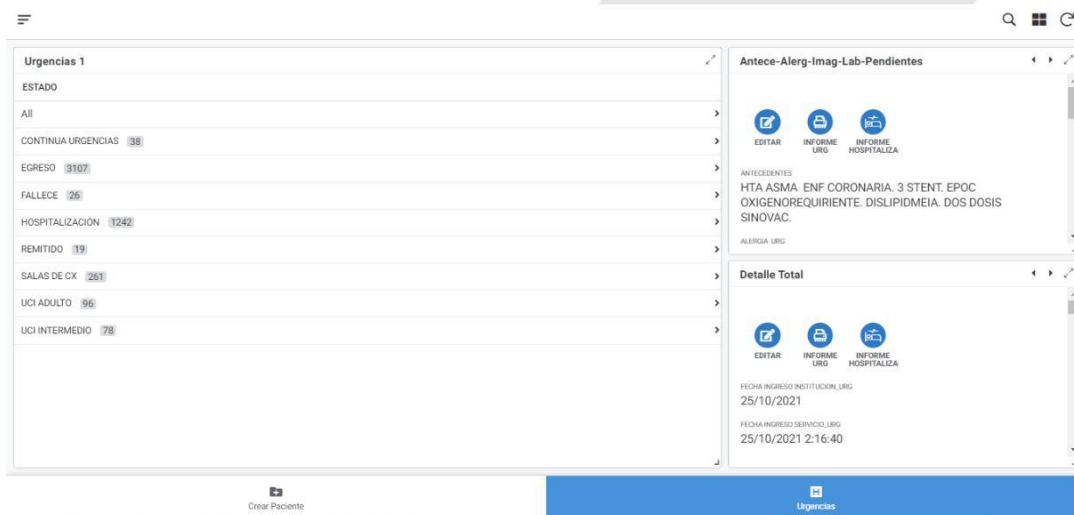 Urgencias 1
ESTADO
All
CONTINUA URGENCIAS 38
EGRESO 3107
FALLECE 26
HOSPITALIZACIÓN 1242
REMITIDO 19
SALAS DE CX 261
UCI ADULTO 96
UCI INTERMEDIO 78
Antece-Alerg-Imag-Lab-Pendientes
EDITAR
INFORME URG
INFORME HOSPITALIZA
ANTECEDENTES
HTA ASMA ENF CORONARIA. 3 STENT. EPOC
OXIGENOREQUIRIENTE. DISLIPIDMEIA. DOS DOSIS
SINOVAC.
ALERGIA URG
Detalle Total
EDITAR
INFORME URG
INFORME HOSPITALIZA
FECHA INGRESO INSTITUCION_URG
25/10/2021
FECHA INGRESO SERVICIO_URG
25/10/2021 2:16:40
Crear Paciente
Urgencias